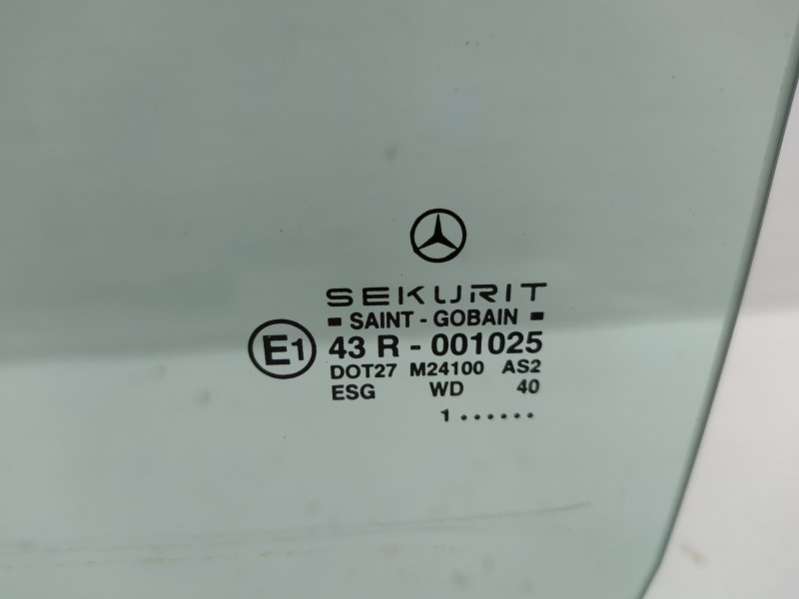 SEKURIT
SAINT - GOBAIN
E1 43 R - 001025
DOT27 M24100 AS2
ESG WD 40
1 • • • • • •